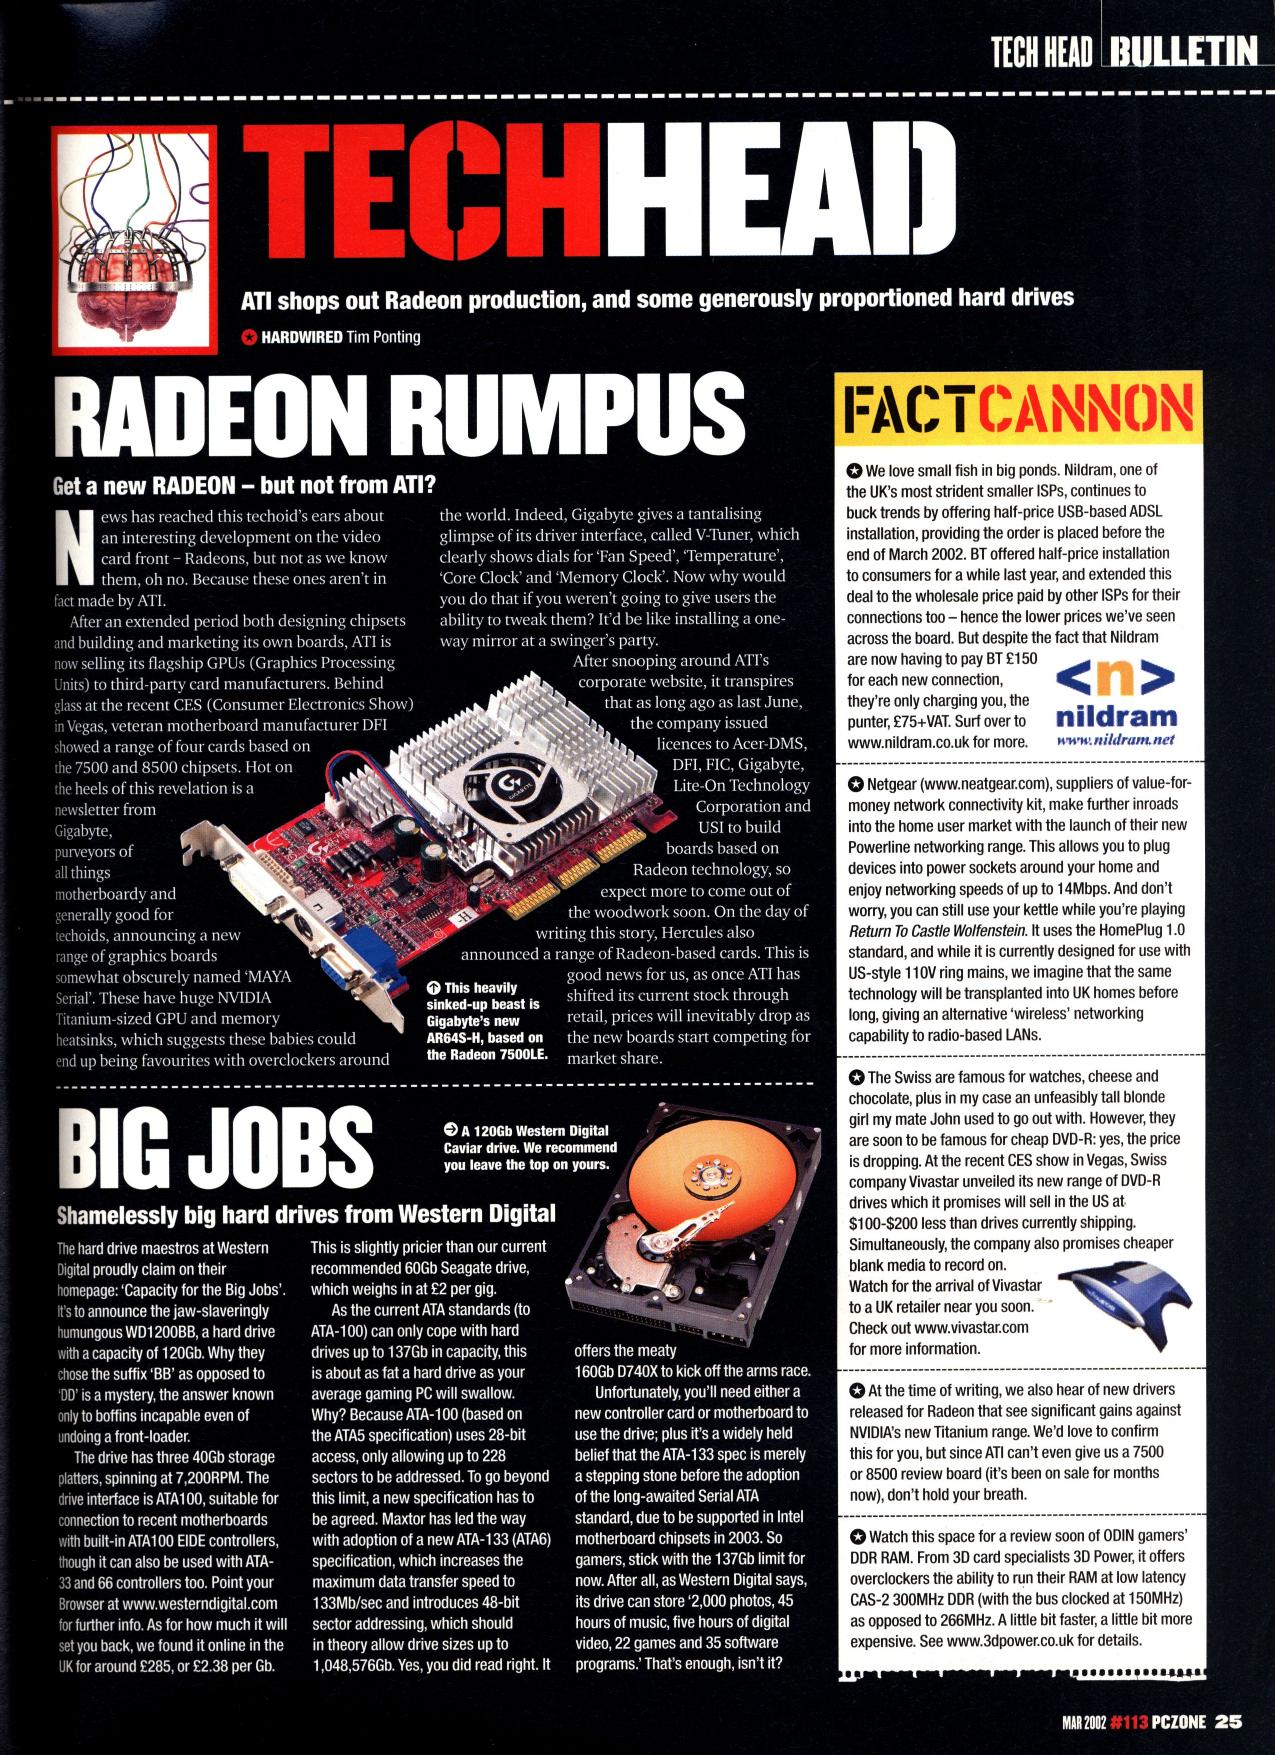 TECH HEAD BULLETIN
TECHHEAD
ATI shops out Radeon production, and some generously proportioned hard drives
HARDWIRED Tim Ponting
RADEON RUMPUS
Get a new RADEON – but not from ATI?
News has reached this techoid's ears about
an interesting development on the video
card front – Radeons, but not as we know
them, oh no. Because these ones aren't in
fact made by ATI.
After an extended period both designing chipsets
and building and marketing its own boards, ATI is
now selling its flagship GPUs (Graphics Processing
Units) to third-party card manufacturers. Behind
glass at the recent CES (Consumer Electronics Show)
in Vegas, veteran motherboard manufacturer DFI
showed a range of four cards based on
the 7500 and 8500 chipsets. Hot on
the heels of this revelation is a
newsletter from
Gigabyte,
purveyors of
all things
motherboardy and
generally good for
techoids, announcing a new
range of graphics boards
somewhat obscurely named 'MAYA
Serial'. These have huge NVIDIA
Titanium-sized GPU and memory
heatsinks, which suggests these babies could
end up being favourites with overclockers around
the world. Indeed, Gigabyte gives a tantalising
glimpse of its driver interface, called V-Tuner, which
clearly shows dials for 'Fan Speed', 'Temperature',
'Core Clock' and 'Memory Clock'. Now why would
you do that if you weren't going to give users the
ability to tweak them? It'd be like installing a one-
way mirror at a swinger's party.
After snooping around ATI's
corporate website, it transpires
that as long ago as last June,
the company issued
licences to Acer-DMS,
DFI, FIC, Gigabyte,
Lite-On Technology
Corporation and
USI to build
boards based on
Radeon technology, so
expect more to come out of
the woodwork soon. On the day of
writing this story, Hercules also
announced a range of Radeon-based cards. This is
good news for us, as once ATI has
shifted its current stock through
retail, prices will inevitably drop as
the new boards start competing for
market share.
GIGABYTE
This heavily
sinked-up beast is
Gigabyte's new
AR64S-H, based on
the Radeon 7500LE.
BIG JOBS
A 120Gb Western Digital
Caviar drive. We recommend
you leave the top on yours.
Shamelessly big hard drives from Western Digital
The hard drive maestros at Western
Digital proudly claim on their
homepage: 'Capacity for the Big Jobs'.
It's to announce the jaw-slaveringly
humungous WD1200BB, a hard drive
with a capacity of 120Gb. Why they
chose the suffix 'BB' as opposed to
'DD' is a mystery, the answer known
only to boffins incapable even of
undoing a front-loader.
The drive has three 40Gb storage
platters, spinning at 7,200RPM. The
drive interface is ATA100, suitable for
connection to recent motherboards
with built-in ATA100 EIDE controllers,
though it can also be used with ATA-
33 and 66 controllers too. Point your
Browser at www.westerndigital.com
for further info. As for how much it will
set you back, we found it online in the
UK for around £285, or £2.38 per Gb.
This is slightly pricier than our current
recommended 60Gb Seagate drive,
which weighs in at £2 per gig.
As the current ATA standards (to
ATA-100) can only cope with hard
drives up to 137Gb in capacity, this
is about as fat a hard drive as your
average gaming PC will swallow.
Why? Because ATA-100 (based on
the ATA5 specification) uses 28-bit
access, only allowing up to 228
sectors to be addressed. To go beyond
this limit, a new specification has to
be agreed. Maxtor has led the way
with adoption of a new ATA-133 (ATA6)
specification, which increases the
maximum data transfer speed to
133Mb/sec and introduces 48-bit
sector addressing, which should
in theory allow drive sizes up to
1,048,576Gb. Yes, you did read right. It
offers the meaty
160Gb D740X to kick off the arms race.
Unfortunately, you'll need either a
new controller card or motherboard to
use the drive; plus it's a widely held
belief that the ATA-133 spec is merely
a stepping stone before the adoption
of the long-awaited Serial ATA
standard, due to be supported in Intel
motherboard chipsets in 2003. So
gamers, stick with the 137Gb limit for
now. After all, as Western Digital says,
its drive can store '2,000 photos, 45
hours of music, five hours of digital
video, 22 games and 35 software
programs.' That's enough, isn't it?
FACTCANNON
We love small fish in big ponds. Nildram, one of
the UK's most strident smaller ISPs, continues to
buck trends by offering half-price USB-based ADSL
installation, providing the order is placed before the
end of March 2002. BT offered half-price installation
to consumers for a while last year, and extended this
deal to the wholesale price paid by other ISPs for their
connections too – hence the lower prices we've seen
across the board. But despite the fact that Nildram
are now having to pay BT £150
for each new connection,
they're only charging you, the
punter, £75+VAT. Surf over to
www.nildram.co.uk for more.
<n>
nildram
www.nildram.net
Netgear (www.neatgear.com), suppliers of value-for-
money network connectivity kit, make further inroads
into the home user market with the launch of their new
Powerline networking range. This allows you to plug
devices into power sockets around your home and
enjoy networking speeds of up to 14Mbps. And don't
worry, you can still use your kettle while you're playing
Return To Castle Wolfenstein. It uses the HomePlug 1.0
standard, and while it is currently designed for use with
US-style 110V ring mains, we imagine that the same
technology will be transplanted into UK homes before
long, giving an alternative 'wireless' networking
capability to radio-based LANs.
The Swiss are famous for watches, cheese and
chocolate, plus in my case an unfeasibly tall blonde
girl my mate John used to go out with. However, they
are soon to be famous for cheap DVD-R: yes, the price
is dropping. At the recent CES show in Vegas, Swiss
company Vivastar unveiled its new range of DVD-R
drives which it promises will sell in the US at
$100-$200 less than drives currently shipping.
Simultaneously, the company also promises cheaper
blank media to record on.
Watch for the arrival of Vivastar
to a UK retailer near you soon.
Check out www.vivastar.com
for more information.
At the time of writing, we also hear of new drivers
released for Radeon that see significant gains against
NVIDIA's new Titanium range. We'd love to confirm
this for you, but since ATI can't even give us a 7500
or 8500 review board (it's been on sale for months
now), don't hold your breath.
Watch this space for a review soon of ODIN gamers'
DDR RAM. From 3D card specialists 3D Power, it offers
overclockers the ability to run their RAM at low latency
CAS-2 300MHz DDR (with the bus clocked at 150MHz)
as opposed to 266MHz. A little bit faster, a little bit more
expensive. See www.3dpower.co.uk for details.
MAR 2002 #113 PCZONE 25